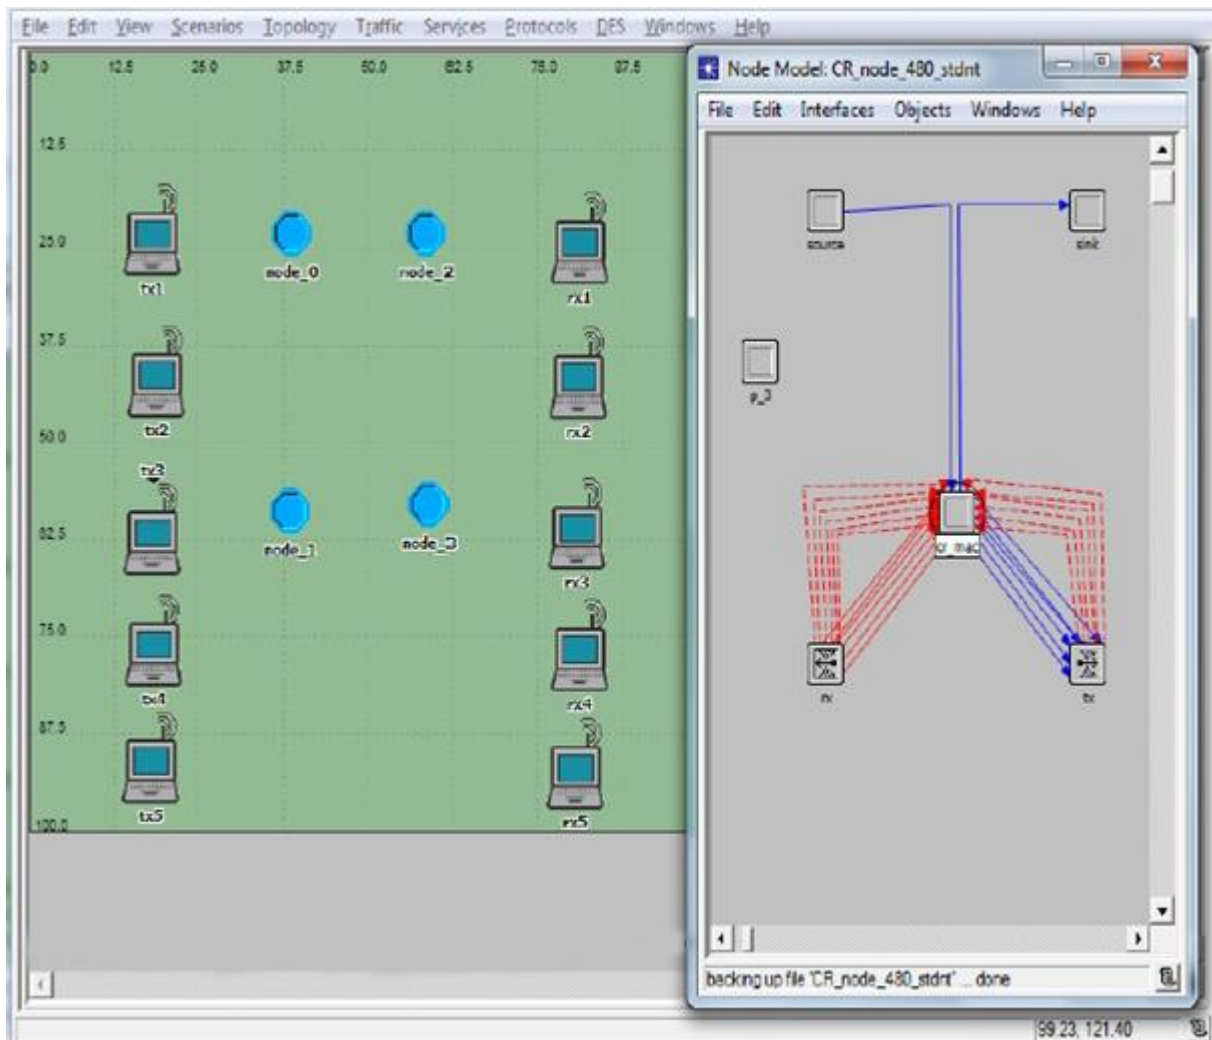 File Edit View Scenarios Topology Traffic Services Protocols DES Windows Help
0.0 12.5 25.0 37.5 50.0 62.5 75.0 87.5
12.5
25.0
37.5
50.0
62.5
75.0
87.5
100.0
tx1
node_0
node_2
rx1
tx2
rx2
tx3
node_1
node_3
rx3
tx4
rx4
tx5
rx5
Node Model: CR_node_480_stdnt
File Edit Interfaces Objects Windows Help
source
sink
p_3
cr_mac
rx
tx
backing up file 'CR_node_480_stdnt' ... done
99.23, 121.40